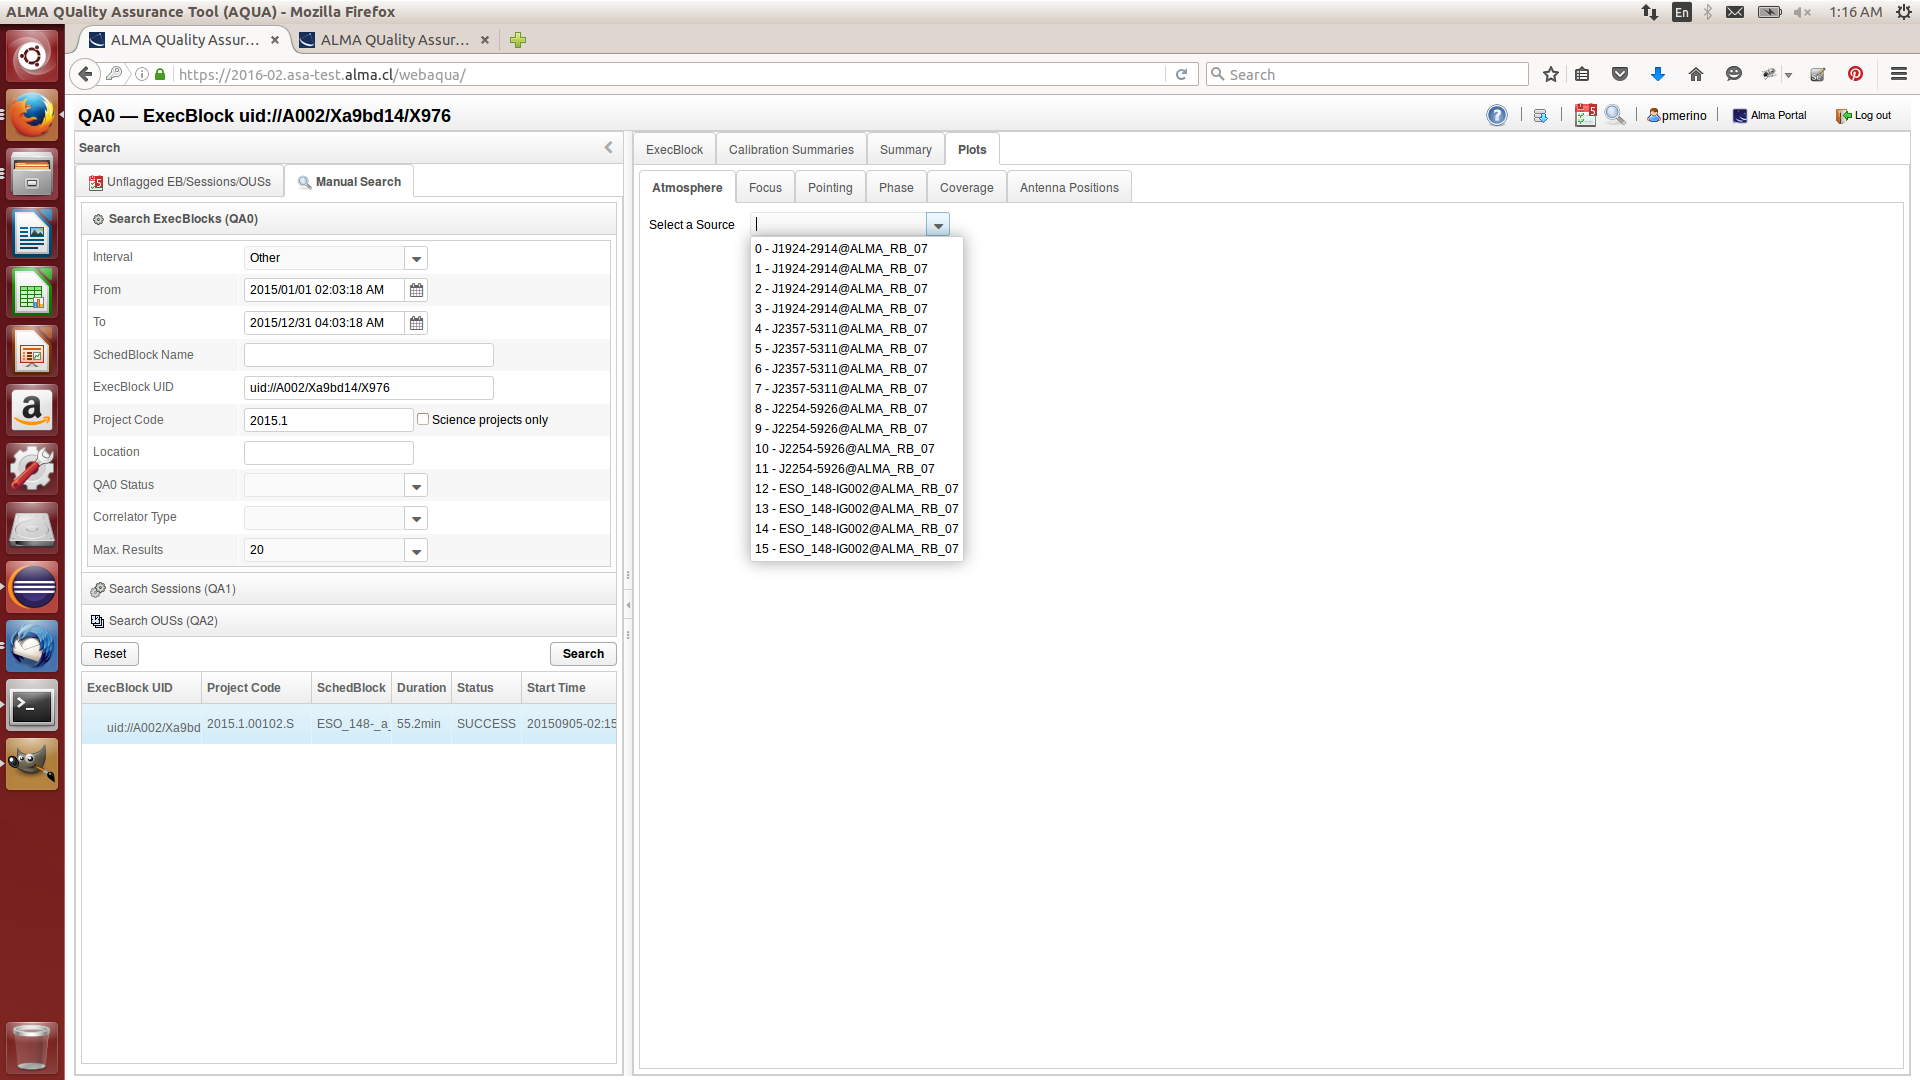 ALMA QUality Assurance Tool (AQUA) - Mozilla Firefox
En
1:16 AM
ALMA QUality Assur...
ALMA QUality Assur...
https://2016-02.asa-test.alma.cl/webaqua/
Search
QA0 — ExecBlock uid://A002/Xa9bd14/X976
pmerino
Alma Portal
Log out
Search
Unflagged EB/Sessions/OUSs
Manual Search
Search ExecBlocks (QA0)
Interval
Other
From
2015/01/01 02:03:18 AM
To
2015/12/31 04:03:18 AM
SchedBlock Name
ExecBlock UID
uid://A002/Xa9bd14/X976
Project Code
2015.1
Science projects only
Location
QA0 Status
Correlator Type
Max. Results
20
Search Sessions (QA1)
Search OUSs (QA2)
Reset
Search
ExecBlock UID
Project Code
SchedBlock
Duration
Status
Start Time
uid://A002/Xa9bd
2015.1.00102.S
ESO_148-_a_
55.2min
SUCCESS
20150905-02:15
ExecBlock
Calibration Summaries
Summary
Plots
Atmosphere
Focus
Pointing
Phase
Coverage
Antenna Positions
Select a Source
0 - J1924-2914@ALMA_RB_07
1 - J1924-2914@ALMA_RB_07
2 - J1924-2914@ALMA_RB_07
3 - J1924-2914@ALMA_RB_07
4 - J2357-5311@ALMA_RB_07
5 - J2357-5311@ALMA_RB_07
6 - J2357-5311@ALMA_RB_07
7 - J2357-5311@ALMA_RB_07
8 - J2254-5926@ALMA_RB_07
9 - J2254-5926@ALMA_RB_07
10 - J2254-5926@ALMA_RB_07
11 - J2254-5926@ALMA_RB_07
12 - ESO_148-IG002@ALMA_RB_07
13 - ESO_148-IG002@ALMA_RB_07
14 - ESO_148-IG002@ALMA_RB_07
15 - ESO_148-IG002@ALMA_RB_07